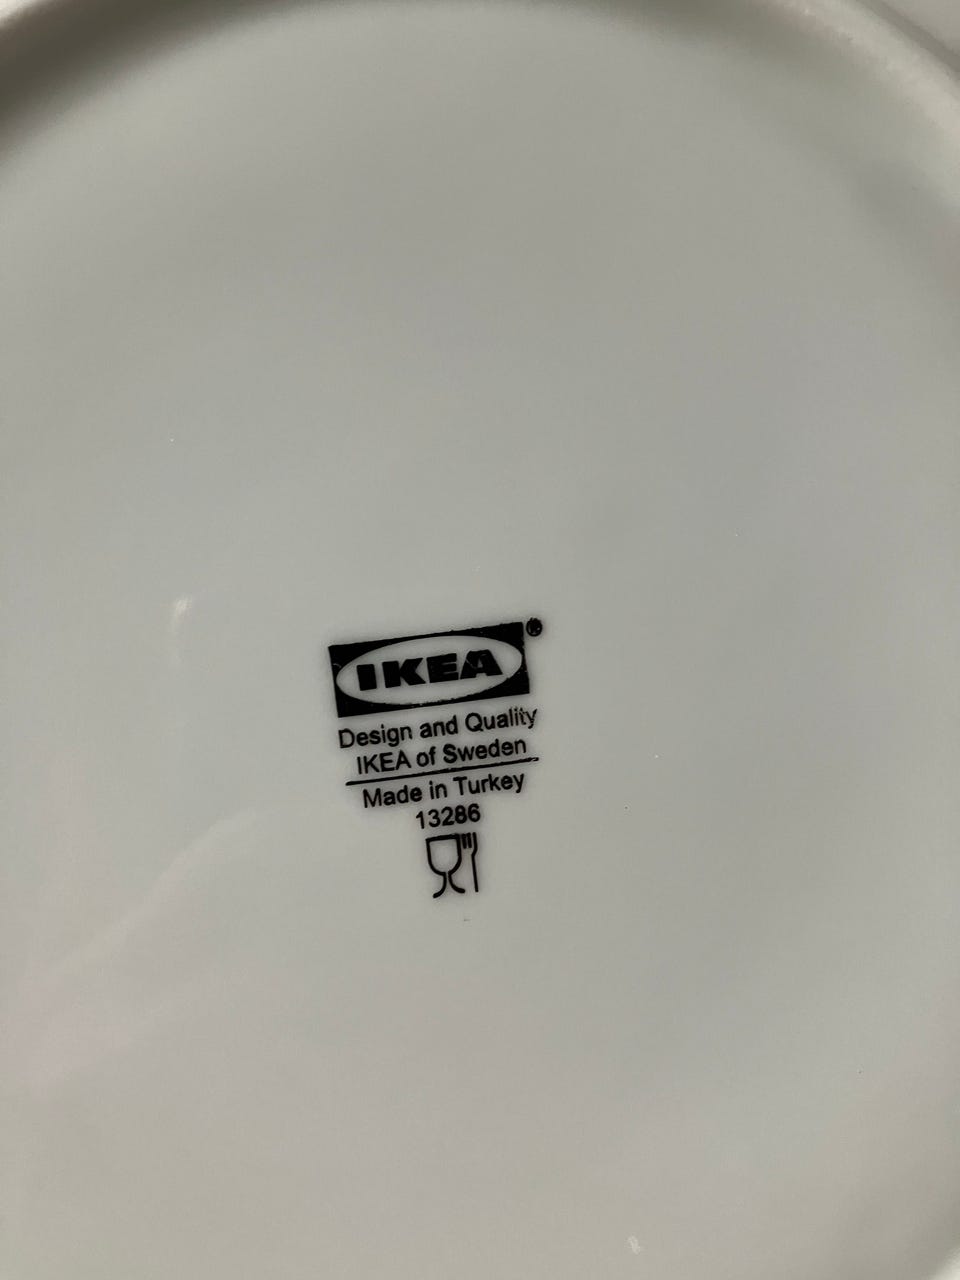 IKEA®
Design and Quality
IKEA of Sweden
Made in Turkey
13286